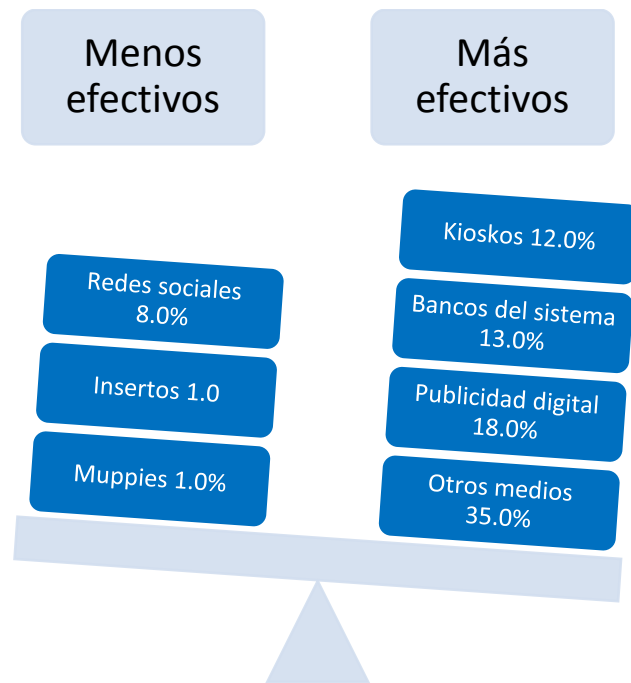 Menos
efectivos
Más
efectivos
Redes sociales
8.0%
Insertos 1.0
Muppies 1.0%
Kioskos 12.0%
Bancos del sistema
13.0%
Publicidad digital
18.0%
Otros medios
35.0%